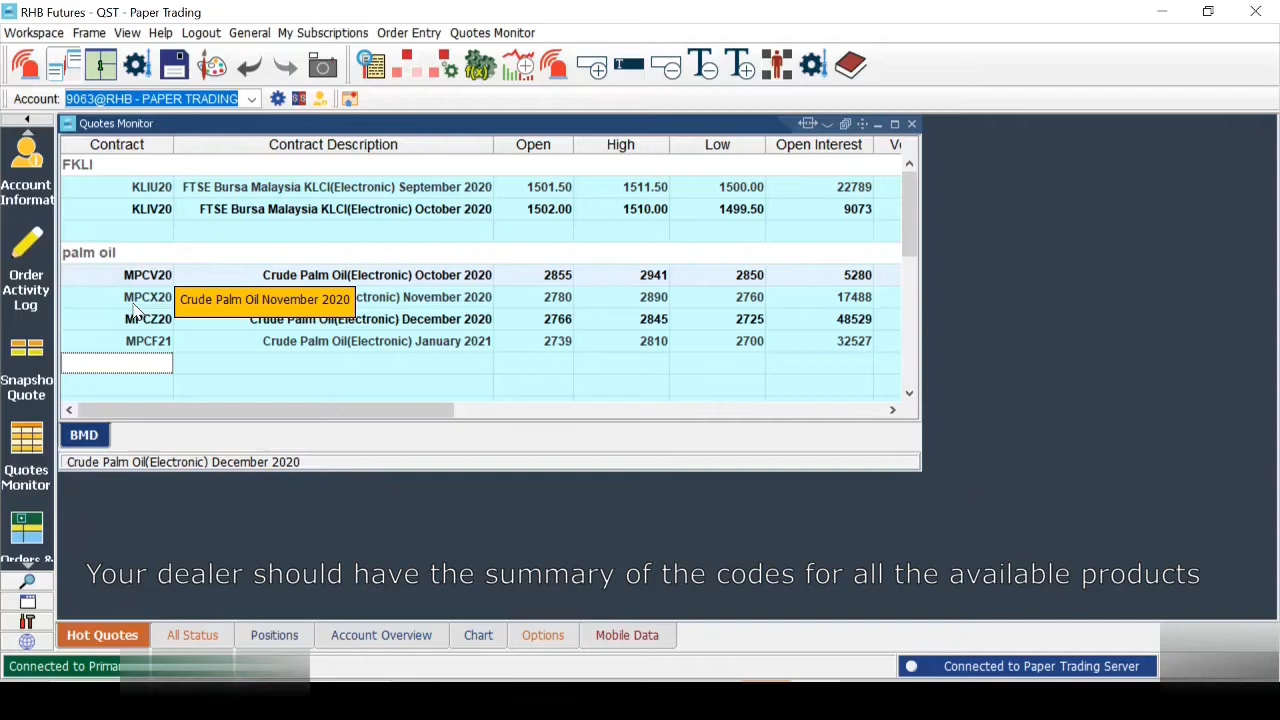 RHB Futures - QST - Paper Trading
Workspace Frame View Help Logout General My Subscriptions Order Entry Quotes Monitor
Account: 9063@RHB - PAPER TRADING
Quotes Monitor
Contract Contract Description Open High Low Open Interest
FKLI
KLIU20 FTSE Bursa Malaysia KLCI(Electronic) September 2020 1501.50 1511.50 1500.00 22789
KLIV20 FTSE Bursa Malaysia KLCI(Electronic) October 2020 1502.00 1510.00 1499.50 9073
palm oil
MPCV20 Crude Palm Oil(Electronic) October 2020 2855 2941 2850 5280
MPCX20 Crude Palm Oil November 2020 ctronic) November 2020 2780 2890 2760 17488
MPCZ20 Crude Palm Oil(Electronic) December 2020 2766 2845 2725 48529
MPCF21 Crude Palm Oil(Electronic) January 2021 2739 2810 2700 32527
BMD
Crude Palm Oil(Electronic) December 2020
Account
Informat
Order
Activity
Log
Snapsho
Quote
Quotes
Monitor
Orders &
Your dealer should have the summary of the codes for all the available products
Hot Quotes All Status Positions Account Overview Chart Options Mobile Data
Connected to Prima Connected to Paper Trading Server